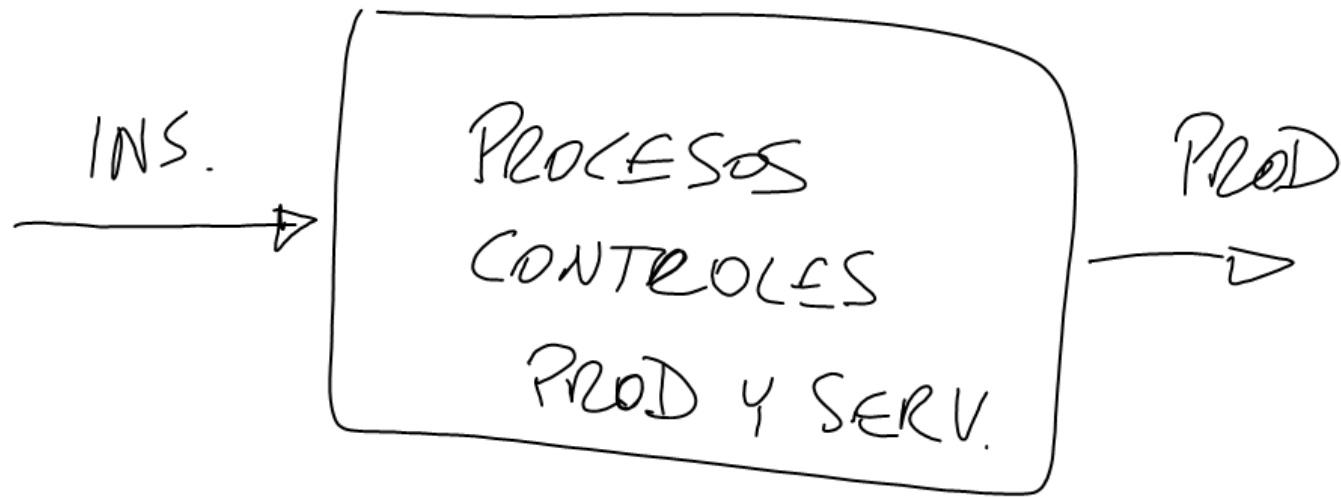 INS.
PROCESOS
CONTROLES
PROD Y SERV.
PROD